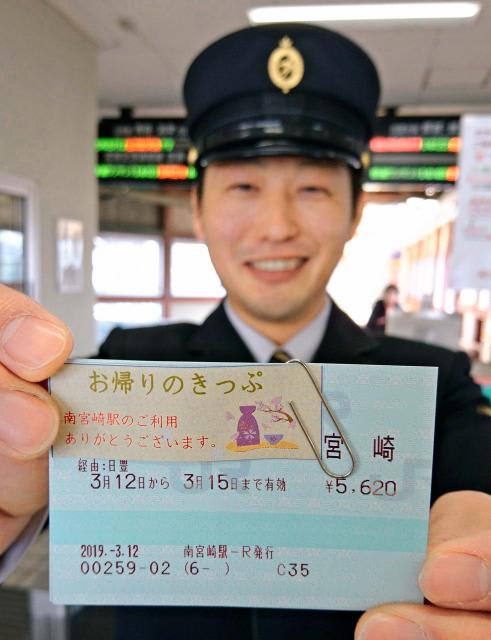 お帰りのきっぷ
南宮崎駅のご利用
ありがとうございます。
宮 崎
経由:日豊
3月12日から 3月15日まで有効 ¥5,620
2019.-3.12 南宮崎駅-R発行
00259-02 (6- ) C35